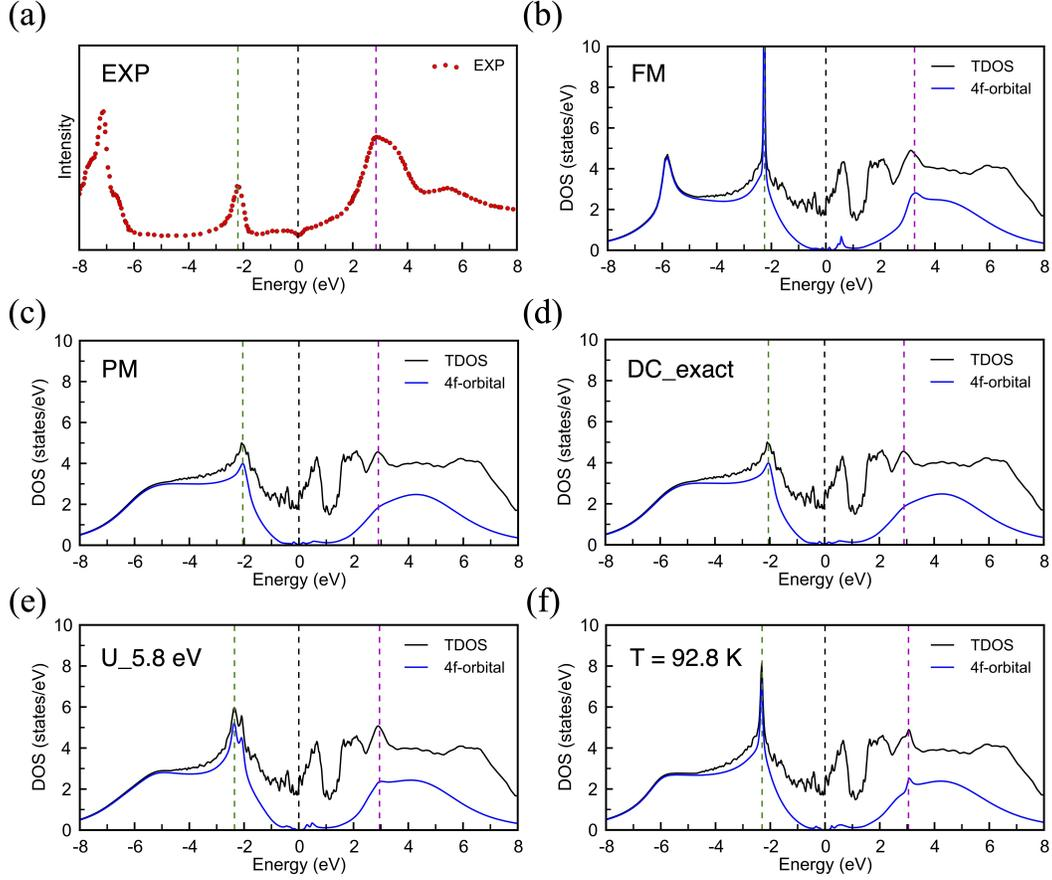 (a)
EXP
EXP
Intensity
-8 -6 -4 -2 0 2 4 6 8
Energy (eV)
(b)
FM
TDOS
4f-orbital
DOS (states/eV)
10
8
6
4
2
0
-8 -6 -4 -2 0 2 4 6 8
Energy (eV)
(c)
PM
TDOS
4f-orbital
DOS (states/eV)
10
8
6
4
2
0
-8 -6 -4 -2 0 2 4 6 8
Energy (eV)
(d)
DC_exact
TDOS
4f-orbital
DOS (states/eV)
10
8
6
4
2
0
-8 -6 -4 -2 0 2 4 6 8
Energy (eV)
(e)
U_5.8 eV
TDOS
4f-orbital
DOS (states/eV)
10
8
6
4
2
0
-8 -6 -4 -2 0 2 4 6 8
Energy (eV)
(f)
T = 92.8 K
TDOS
4f-orbital
DOS (states/eV)
10
8
6
4
2
0
-8 -6 -4 -2 0 2 4 6 8
Energy (eV)